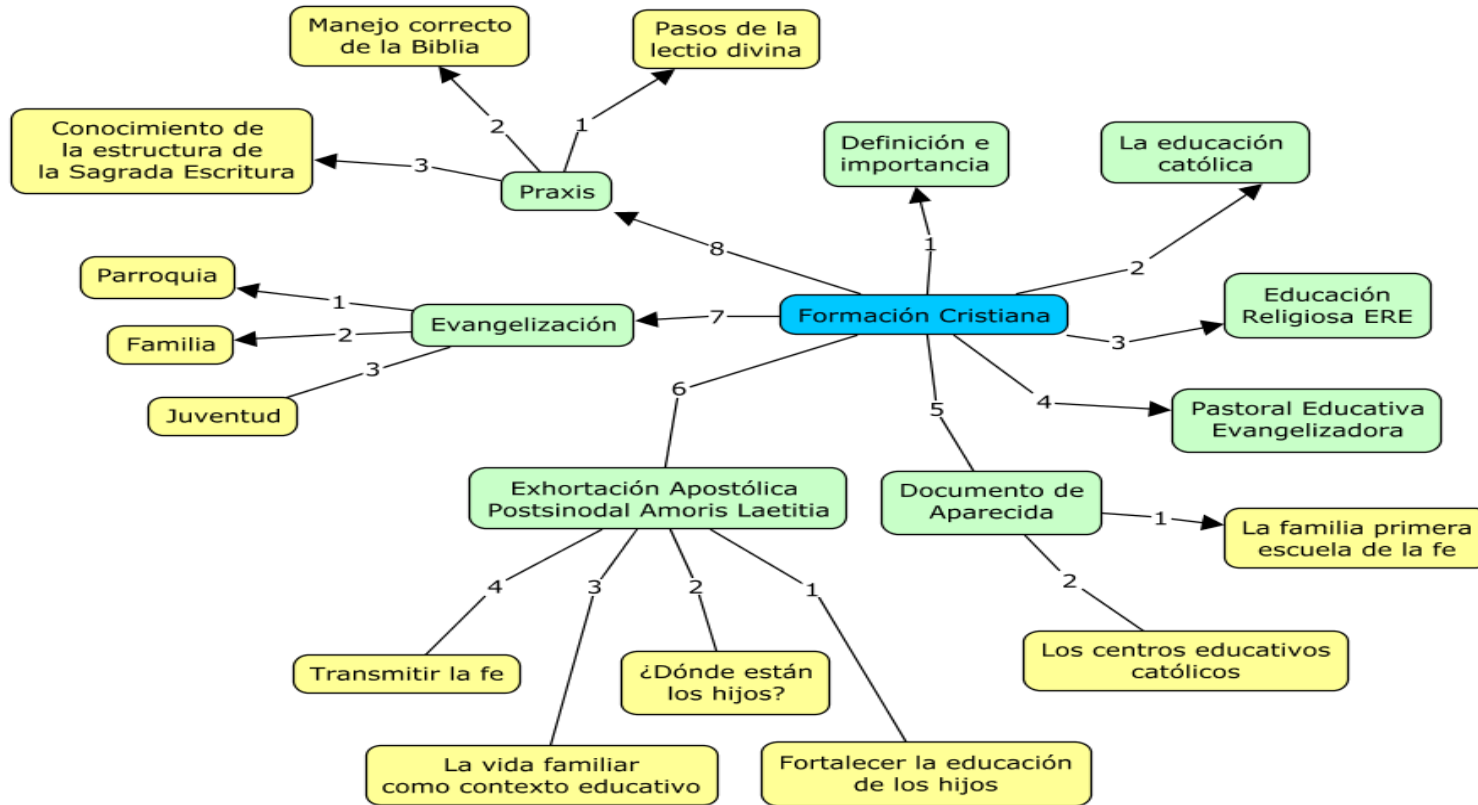 Manejo correcto
de la Biblia
Pasos de la
lectio divina
Conocimiento de
la estructura de
la Sagrada Escritura
2
1
3
Praxis
Definición e
importancia
La educación
católica
8
1
2
Parroquia
1
Familia
2
Juventud
3
Evangelización
7
Formación Cristiana
3
Educación
Religiosa ERE
6
5
4
Pastoral Educativa
Evangelizadora
Exhortación Apostólica
Postsinodal Amoris Laetitia
Documento de
Aparecida
1
La familia primera
escuela de la fe
4
3
2
1
2
Transmitir la fe
¿Dónde están
los hijos?
Los centros educativos
católicos
La vida familiar
como contexto educativo
Fortalecer la educación
de los hijos